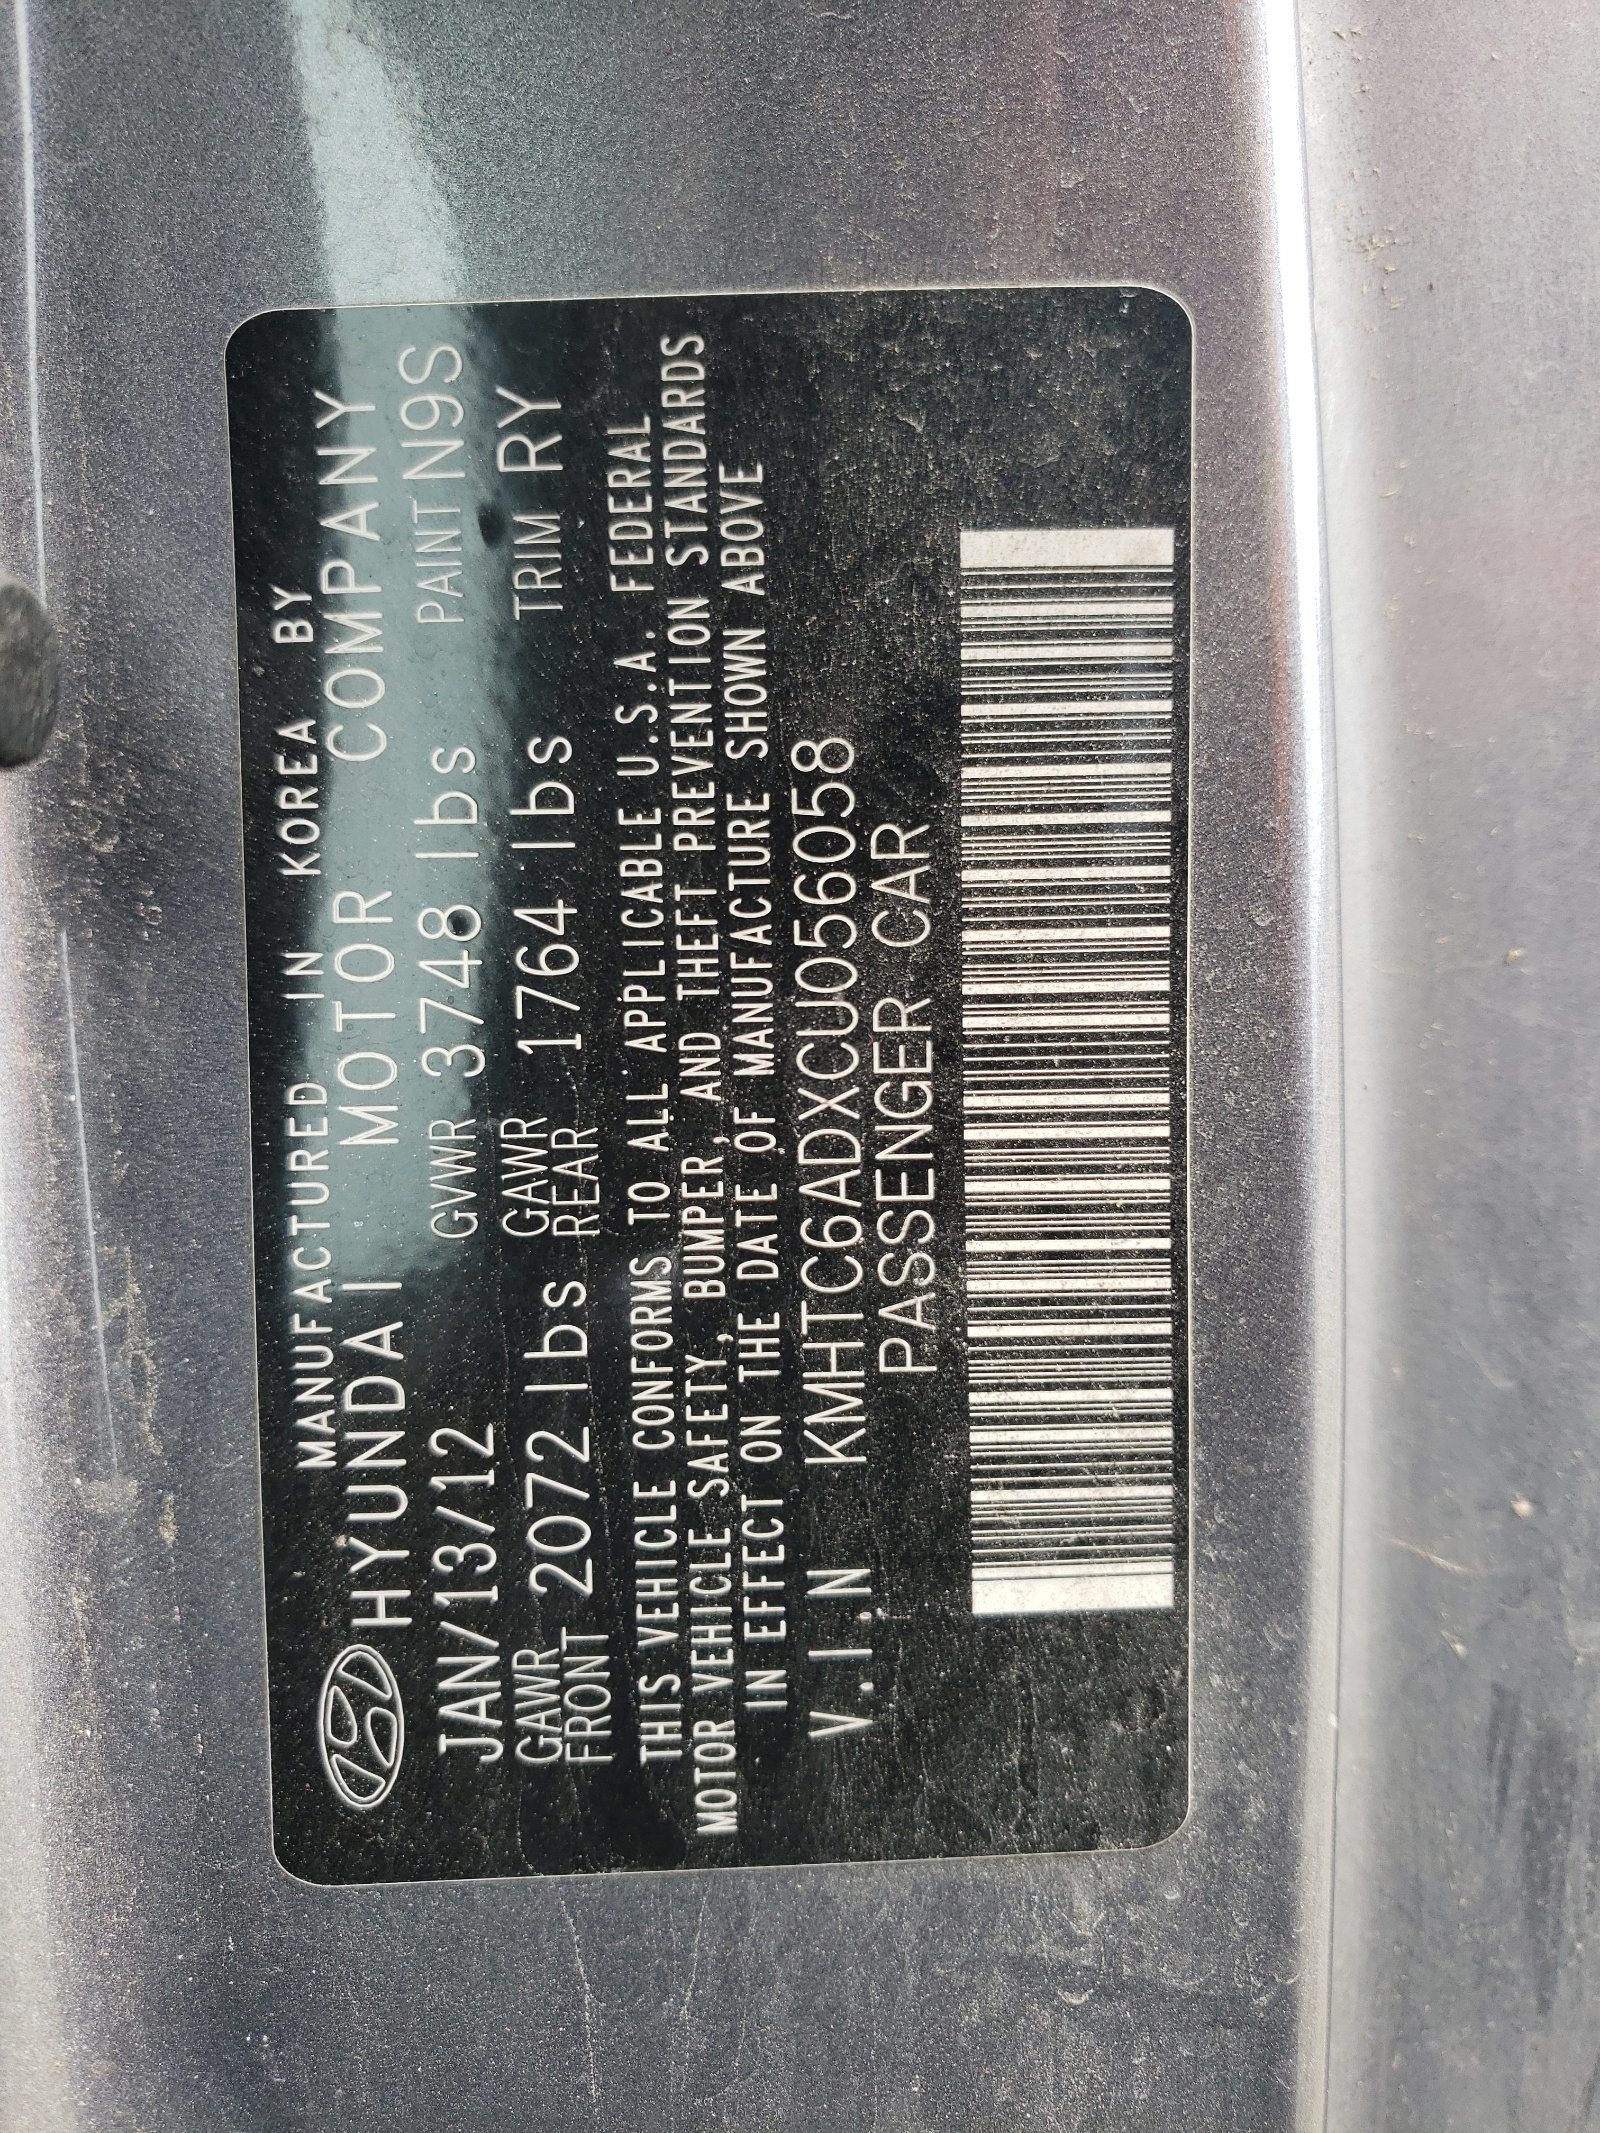 MANUFACTURED IN KOREA BY
HYUNDAI MOTOR COMPANY
JAN/13/12 GVWR 3748 lbs PAINT N9S
GAWR FRONT 2072 lbs GAWR REAR 1764 lbs TRIM RY
THIS VEHICLE CONFORMS TO ALL APPLICABLE U.S.A. FEDERAL
MOTOR VEHICLE SAFETY, BUMPER, AND THEFT PREVENTION STANDARDS
IN EFFECT ON THE DATE OF MANUFACTURE SHOWN ABOVE
V.I.N KMHTC6ADXCU056058
PASSENGER CAR